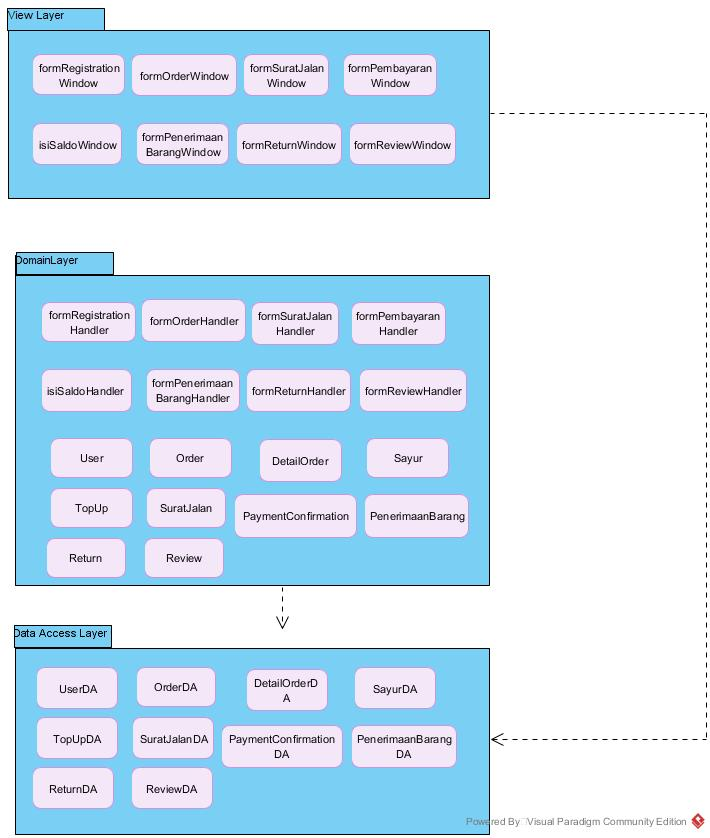 View Layer
formRegistration
Window
formOrderWindow
formSuratJalan
Window
formPembayaran
Window
isiSaldoWindow
formPenerimaan
BarangWindow
formReturnWindow
formReviewWindow
DomainLayer
formRegistration
Handler
formOrderHandler
formSuratJalan
Handler
formPembayaran
Handler
isiSaldoHandler
formPenerimaan
BarangHandler
formReturnHandler
formReviewHandler
User
Order
DetailOrder
Sayur
TopUp
SuratJalan
PaymentConfirmation
PenerimaanBarang
Return
Review
Data Access Layer
UserDA
OrderDA
DetailOrderD
A
SayurDA
TopUpDA
SuratJalanDA
PaymentConfirmation
DA
PenerimaanBarang
DA
ReturnDA
ReviewDA
Powered By Visual Paradigm Community Edition